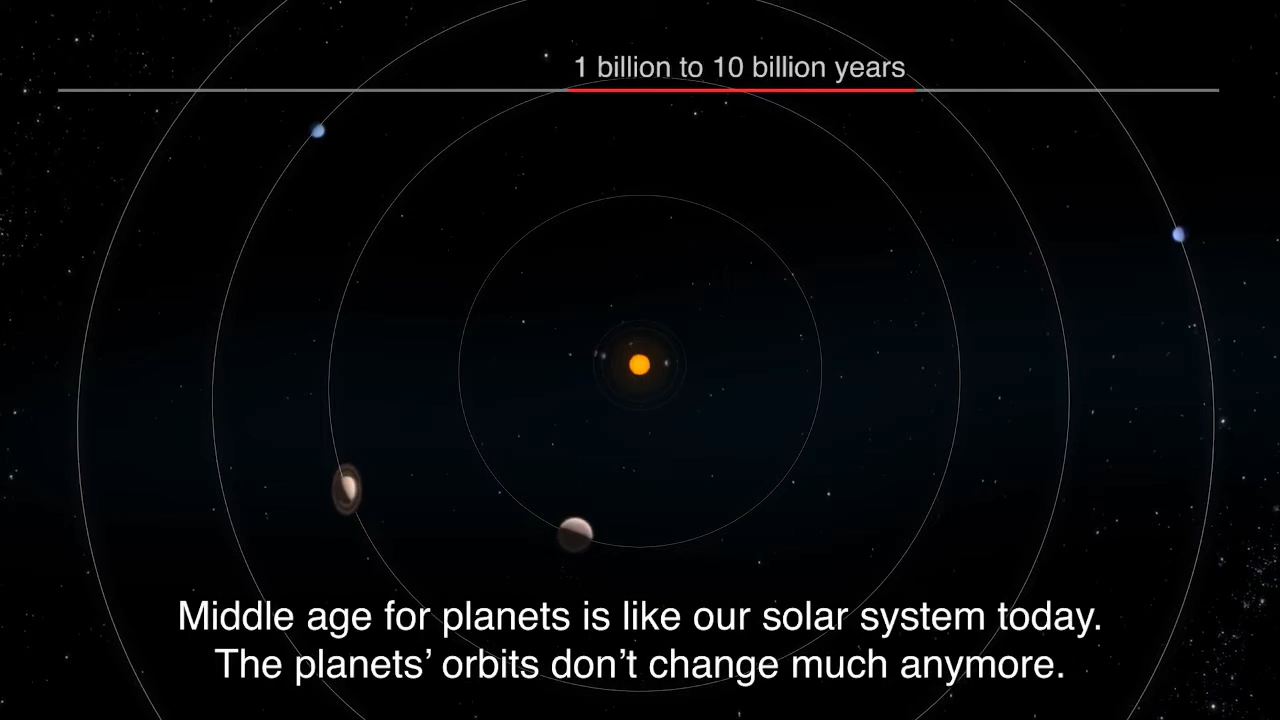 1 billion to 10 billion years
Middle age for planets is like our solar system today.
The planets’ orbits don’t change much anymore.